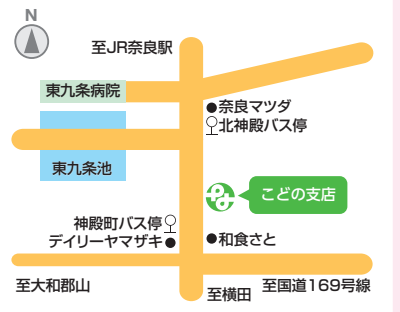 N
至JR奈良駅
東九条病院
奈良マツダ
北神殿バス停
東九条池
こどの支店
神殿町バス停
デイリーヤマザキ
和食さと
至大和郡山
至横田
至国道169号線